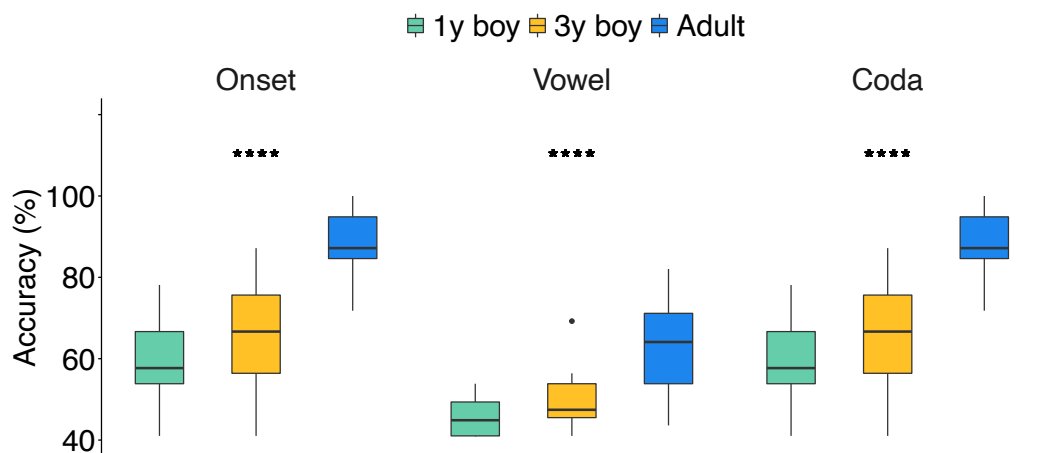 1y boy 3y boy Adult
Onset Vowel Coda
**** **** ****
Accuracy (%)
100
80
60
40